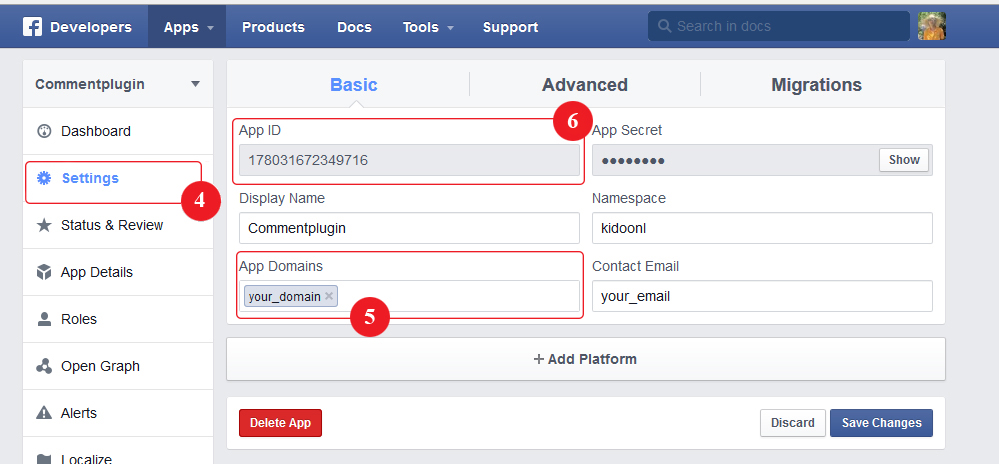 Developers Apps Products Docs Tools Support Search in docs
Commentplugin
Dashboard
Settings
4
Status & Review
App Details
Roles
Open Graph
Alerts
Localize
Basic Advanced Migrations
6
App ID App Secret
178031672349716 •••••••• Show
Display Name Namespace
Commentplugin kidoonl
App Domains Contact Email
your_domain × your_email
5
+ Add Platform
Delete App Discard Save Changes